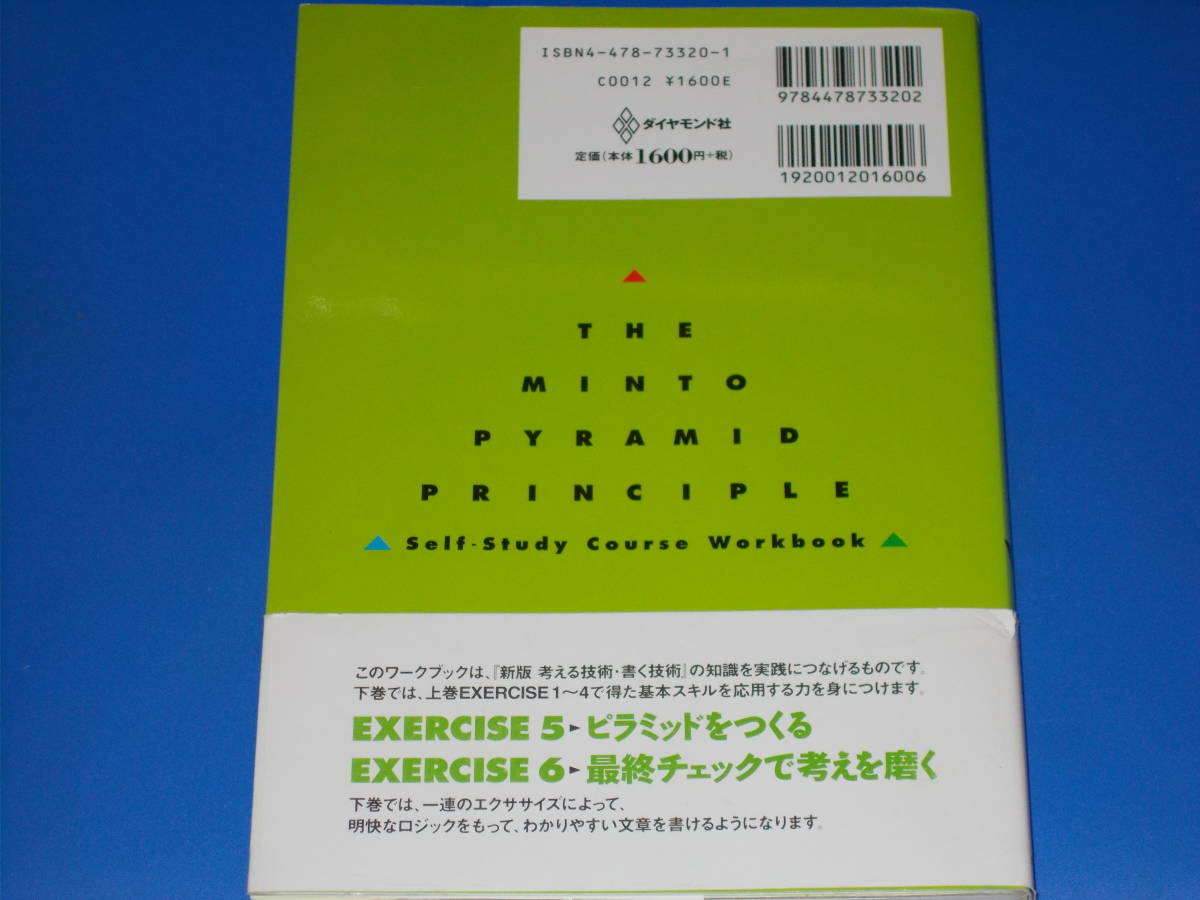 ISBN4-478-73320-1
C0012 ¥1600E
ダイヤモンド社
定価(本体1600円+税)
9784478733202
1920012016006
THE
MINTO
PYRAMID
PRINCIPLE
Self-Study Course Workbook
このワークブックは、『新版 考える技術・書く技術』の知識を実践につなげるものです。
下巻では、上巻EXERCISE1〜4で得た基本スキルを応用する力を身につけます。
EXERCISE 5▶ピラミッドをつくる
EXERCISE 6▶最終チェックで考えを磨く
下巻では、一連のエクササイズによって、
明快なロジックをもって、わかりやすい文章を書けるようになります。